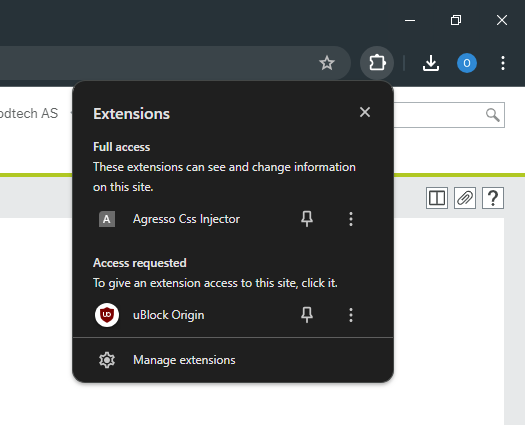 odtech AS
O
Extensions
Full access
These extensions can see and change information
on this site.
A
Agresso Css Injector
Access requested
To give an extension access to this site, click it.
uBlock Origin
Manage extensions
?